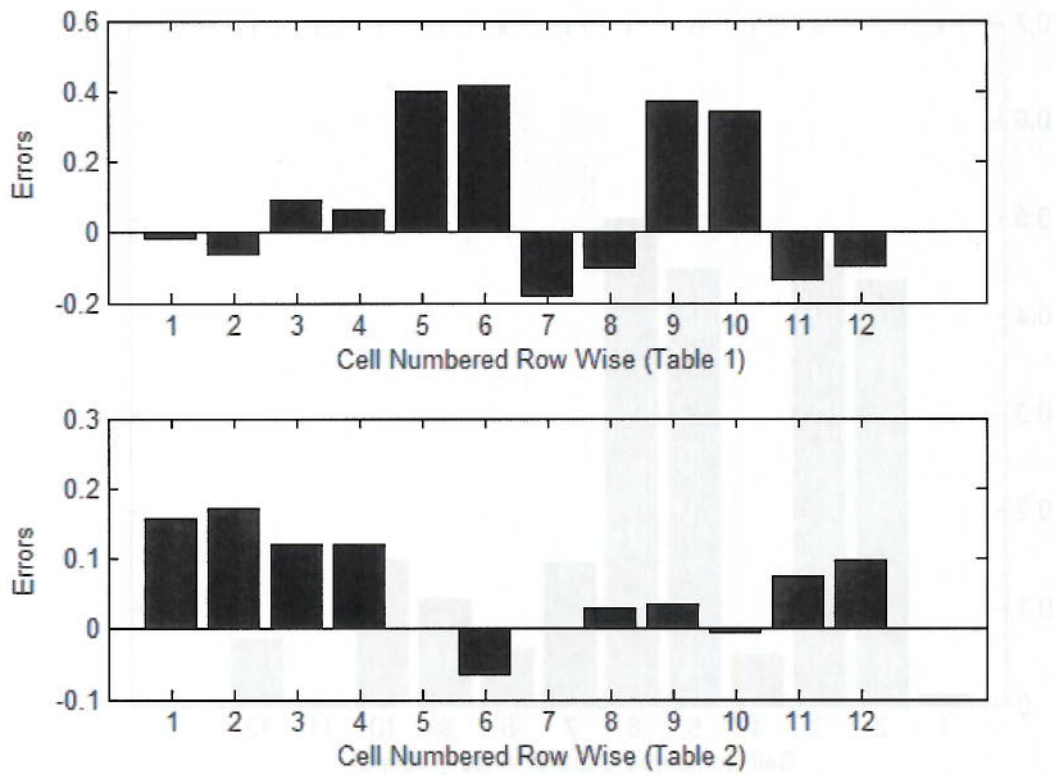 0.6
0.4
0.2
0
-0.2
Errors
1 2 3 4 5 6 7 8 9 10 11 12
Cell Numbered Row Wise (Table 1)
0.3
0.2
0.1
0
-0.1
Errors
1 2 3 4 5 6 7 8 9 10 11 12
Cell Numbered Row Wise (Table 2)